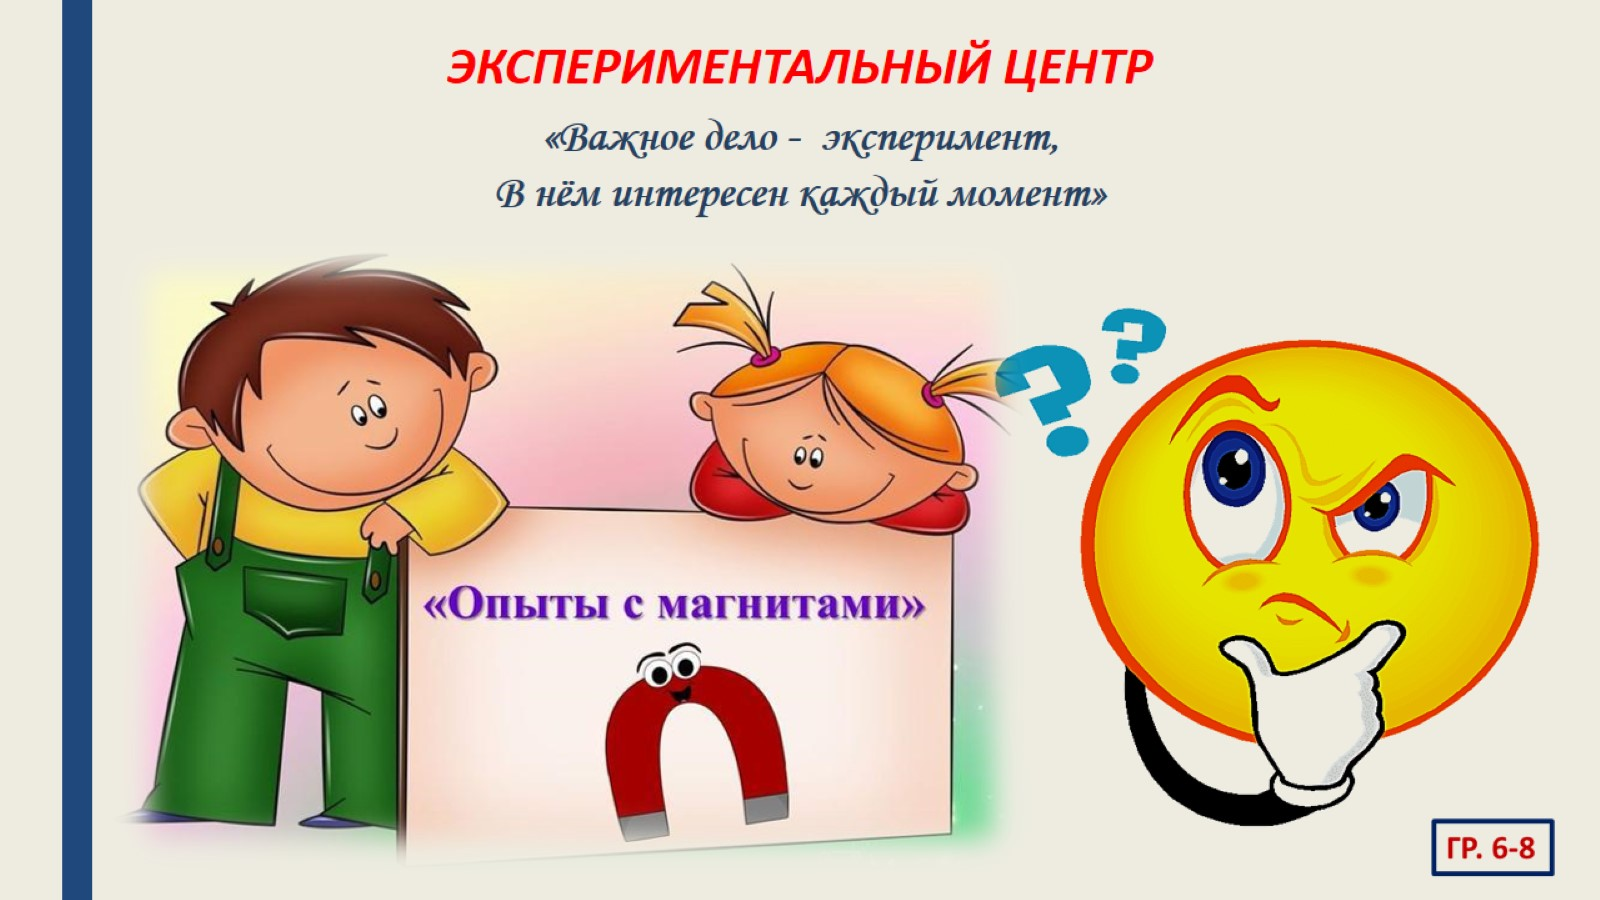 ЭКСПЕРИМЕНТАЛЬНЫЙ ЦЕНТР
«Важное дело - эксперимент,
В нём интересен каждый момент»
? ?
«Опыты с магнитами»
ГР. 6-8